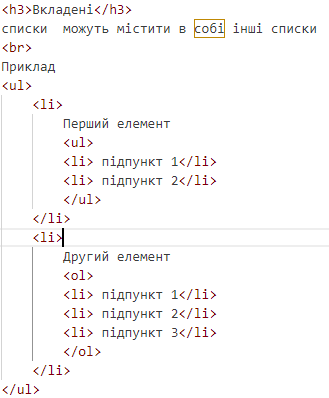 <h3>Вкладені</h3>
списки  можуть містити в собі інші списки
<br>
Приклад
<ul>
    <li>
        Перший елемент
        <ul>
        <li> підпункт 1</li>
        <li> підпункт 2</li>
        </ul>
    </li>
    <li>
        Другий елемент
        <ol>
        <li> підпункт 1</li>
        <li> підпункт 2</li>
        <li> підпункт 3</li>
        </ol>
    </li>
</ul>